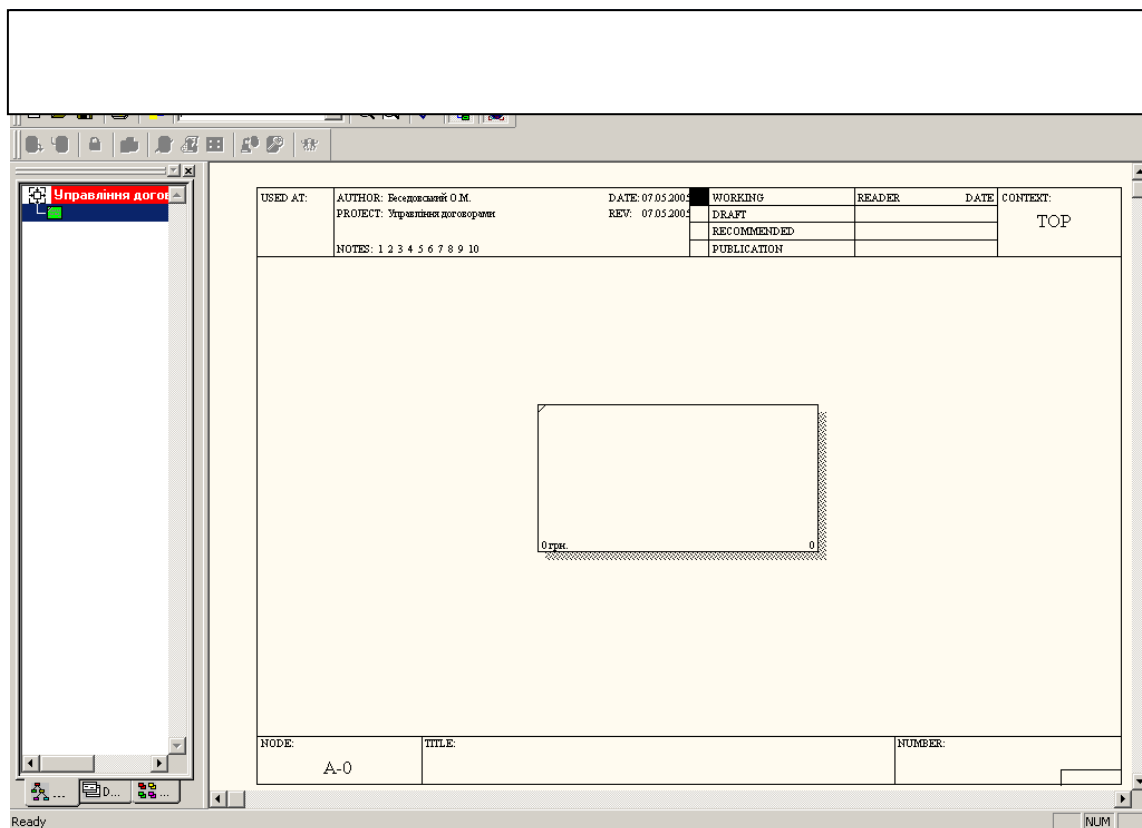 Управління догов
USED AT:
AUTHOR: Беседовський О.М.
DATE: 07.05.2005
WORKING
READER
DATE
CONTEXT:
PROJECT: Управління договорами
REV: 07.05.2005
DRAFT
TOP
RECOMMENDED
NOTES: 1 2 3 4 5 6 7 8 9 10
PUBLICATION
0 грн.
0
NODE:
TITLE:
NUMBER:
A-0
...
D...
...
Ready
NUM